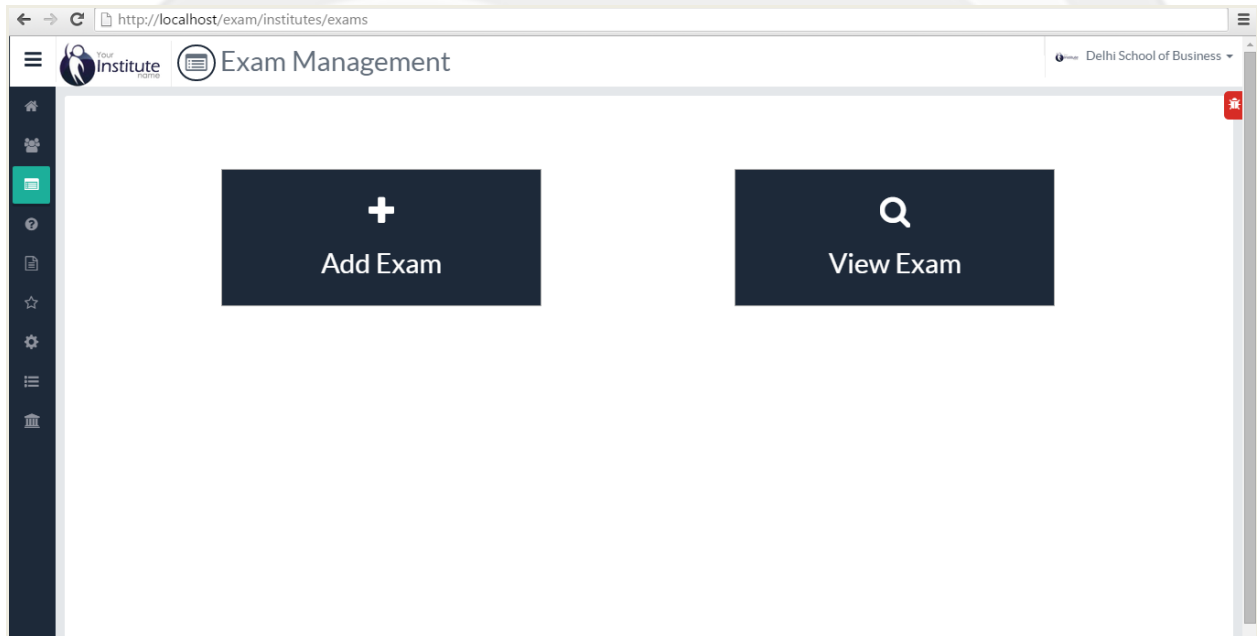 http://localhost/exam/institutes/exams
Your
Institute
name
Exam Management
Delhi School of Business
Add Exam
View Exam